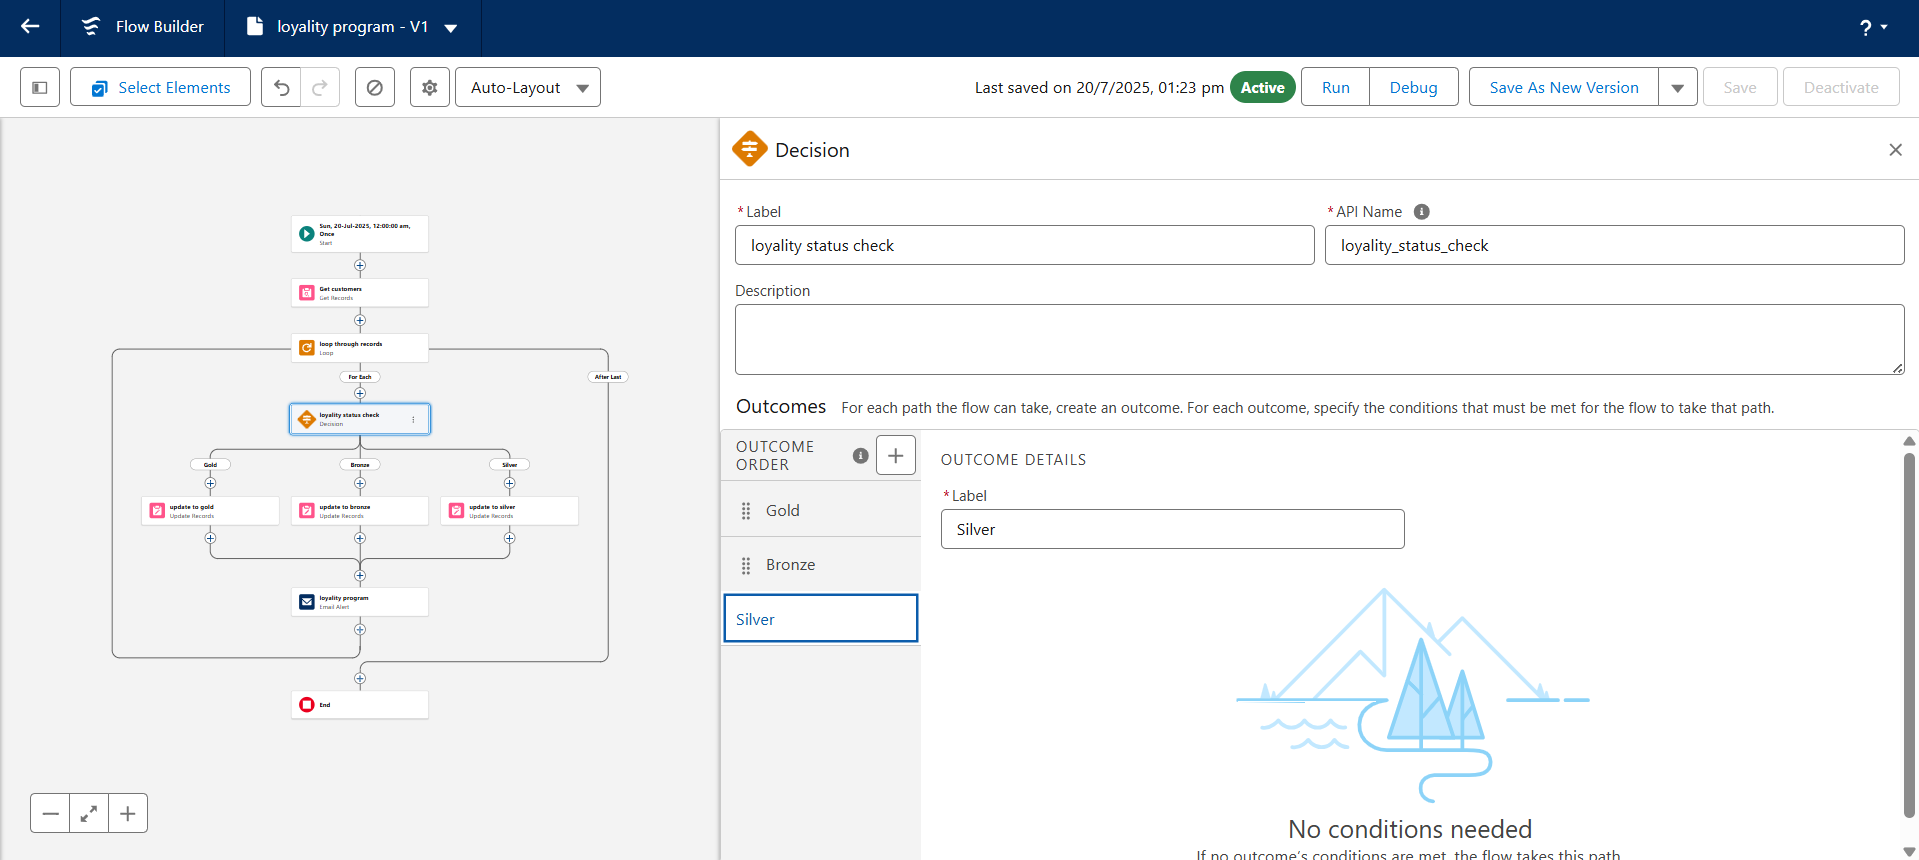 Flow Builder
loyality program - V1
?
Select Elements
Auto-Layout
Last saved on 20/7/2025, 01:23 pm
Active
Run
Debug
Save As New Version
Save
Deactivate
Sun, 20-Jul-2025, 12:00:00 am,
Once
Start
Get customers
Get Records
loop through records
Loop
For Each
After Last
loyality status check
Decision
Gold
Bronze
Silver
update to gold
Update Records
update to bronze
Update Records
update to silver
Update Records
loyality program
Email Alert
End
Decision
*Label
loyality status check
*API Name
loyality_status_check
Description
Outcomes
For each path the flow can take, create an outcome. For each outcome, specify the conditions that must be met for the flow to take that path.
OUTCOME
ORDER
Gold
Bronze
Silver
OUTCOME DETAILS
*Label
Silver
No conditions needed
If no outcome's conditions are met, the flow takes this path